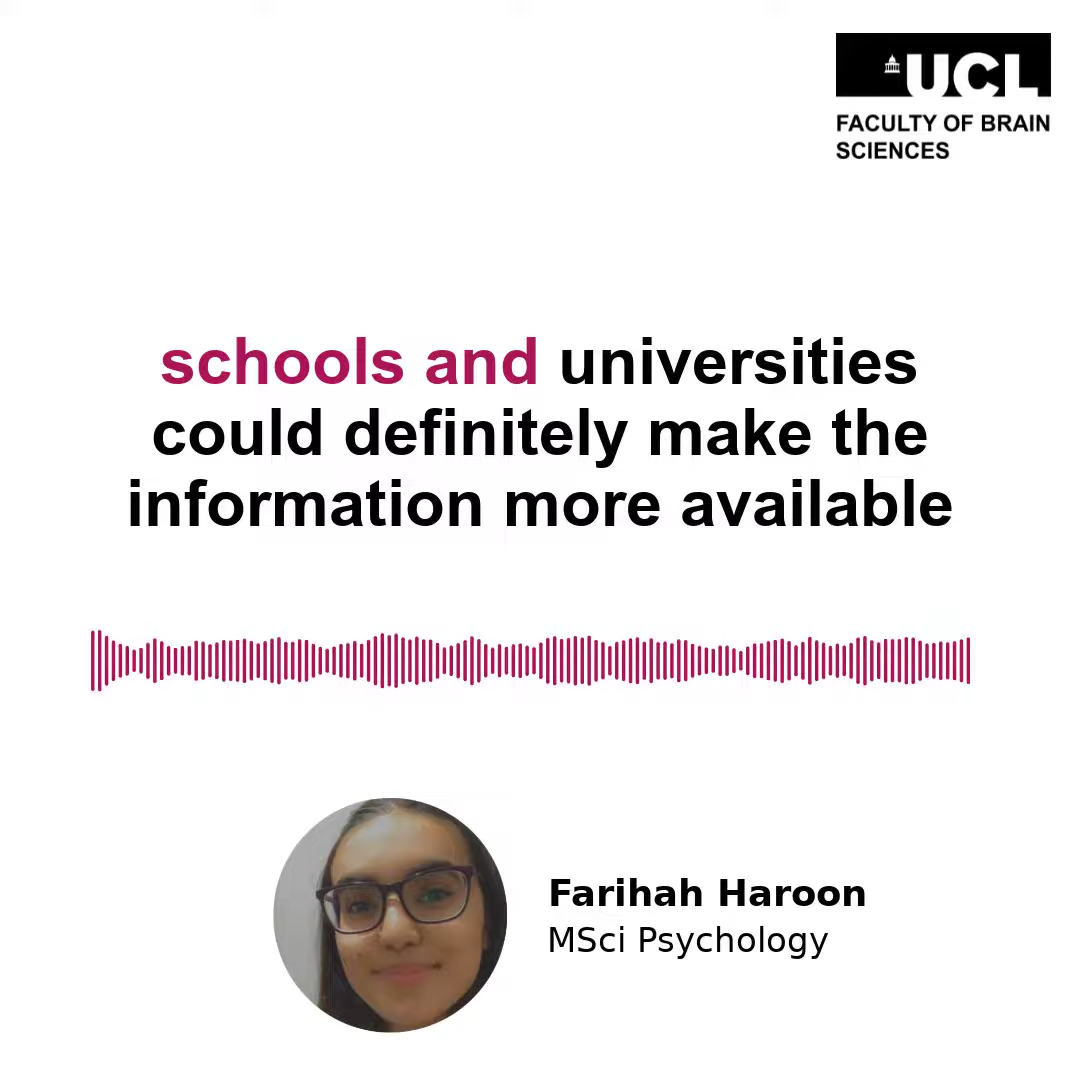 UCL
FACULTY OF BRAIN
SCIENCES
schools and universities
could definitely make the
information more available
Farihah Haroon
MSci Psychology